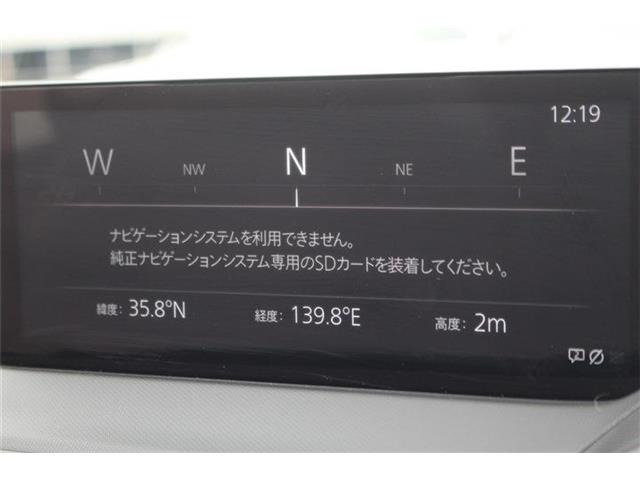 12:19
W NW N NE E
ナビゲーションシステムを利用できません。
純正ナビゲーションシステム専用のSDカードを装着してください。
緯度: 35.8°N 経度: 139.8°E 高度: 2m